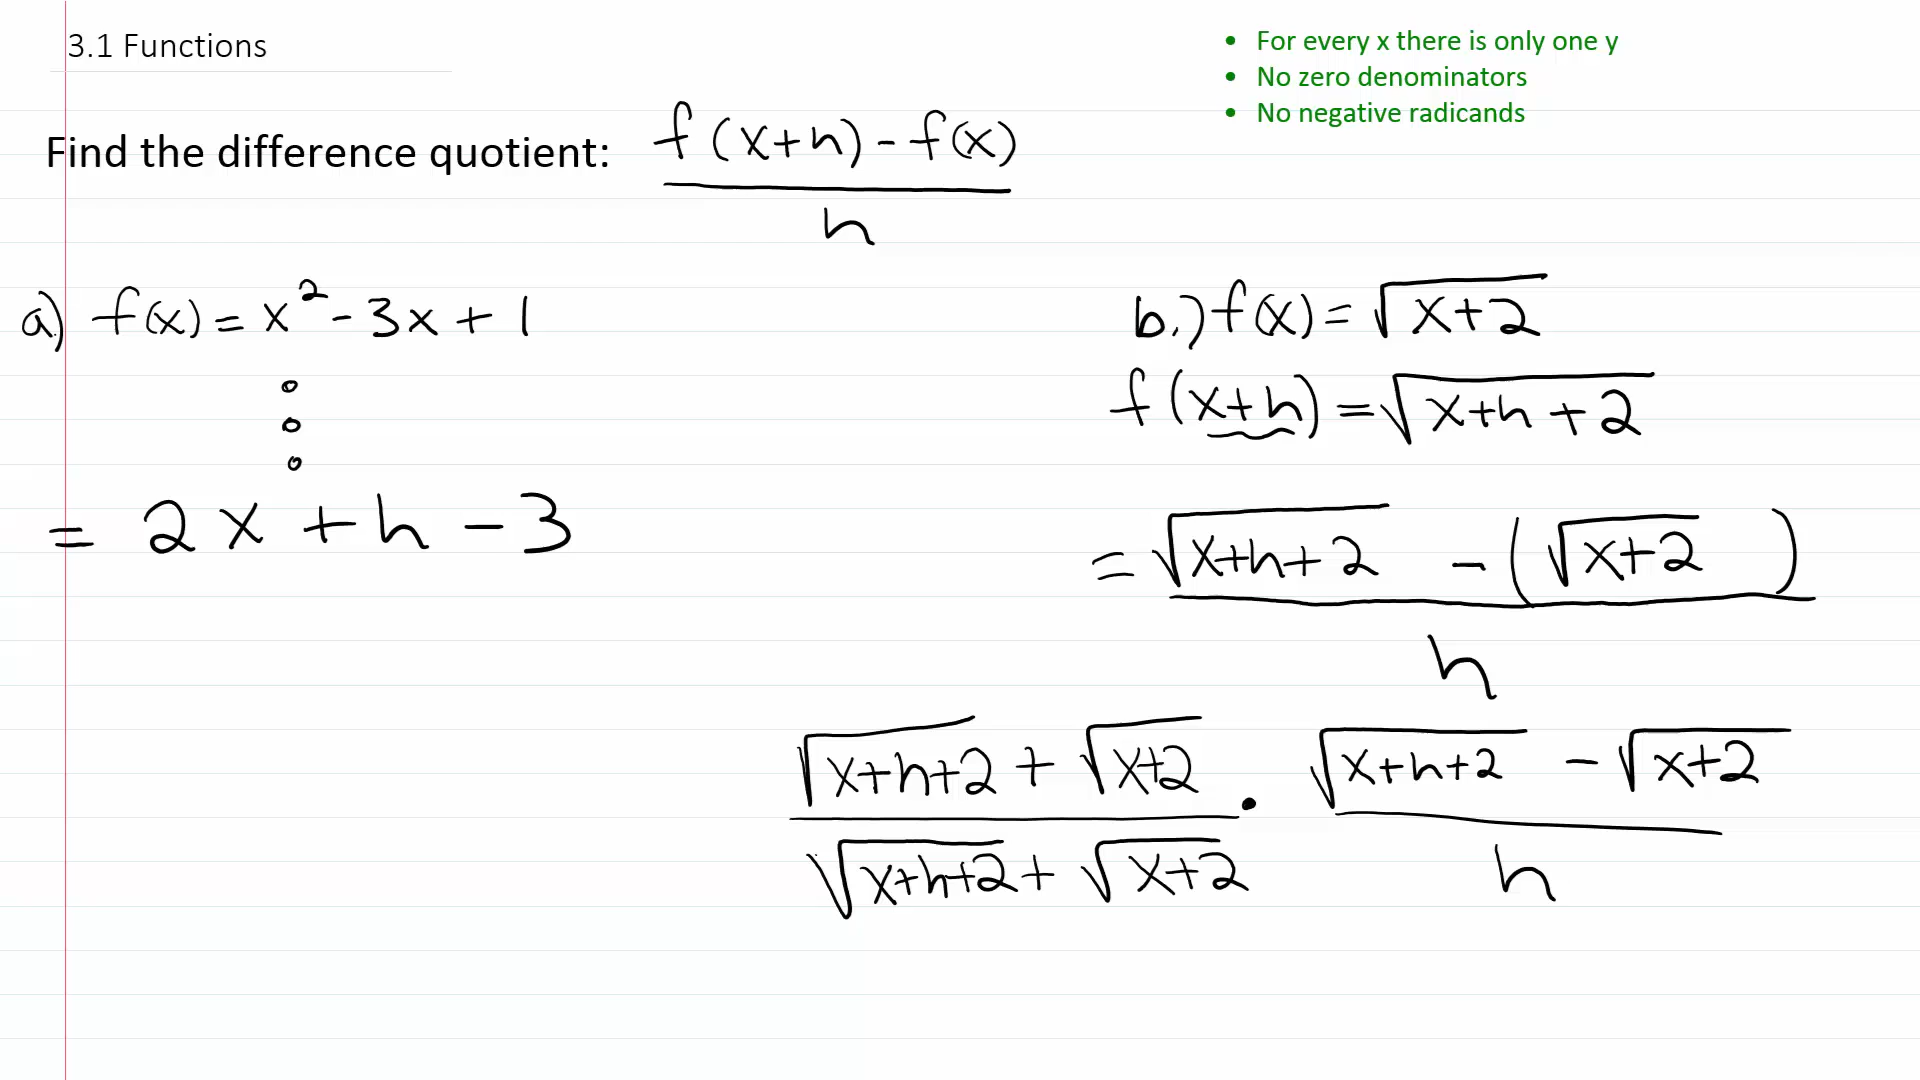 3.1 Functions
• For every x there is only one y
• No zero denominators
• No negative radicands
Find the difference quotient: (f(x+h) - f(x)) / h
a) f(x) = x² - 3x + 1
= 2x + h - 3
b.) f(x) = √(x+2)
f(x+h) = √(x+h+2)
= (√(x+h+2) - (√(x+2))) / h
(√(x+h+2) + √(x+2)) / (√(x+h+2) + √(x+2)) · (√(x+h+2) - √(x+2)) / h